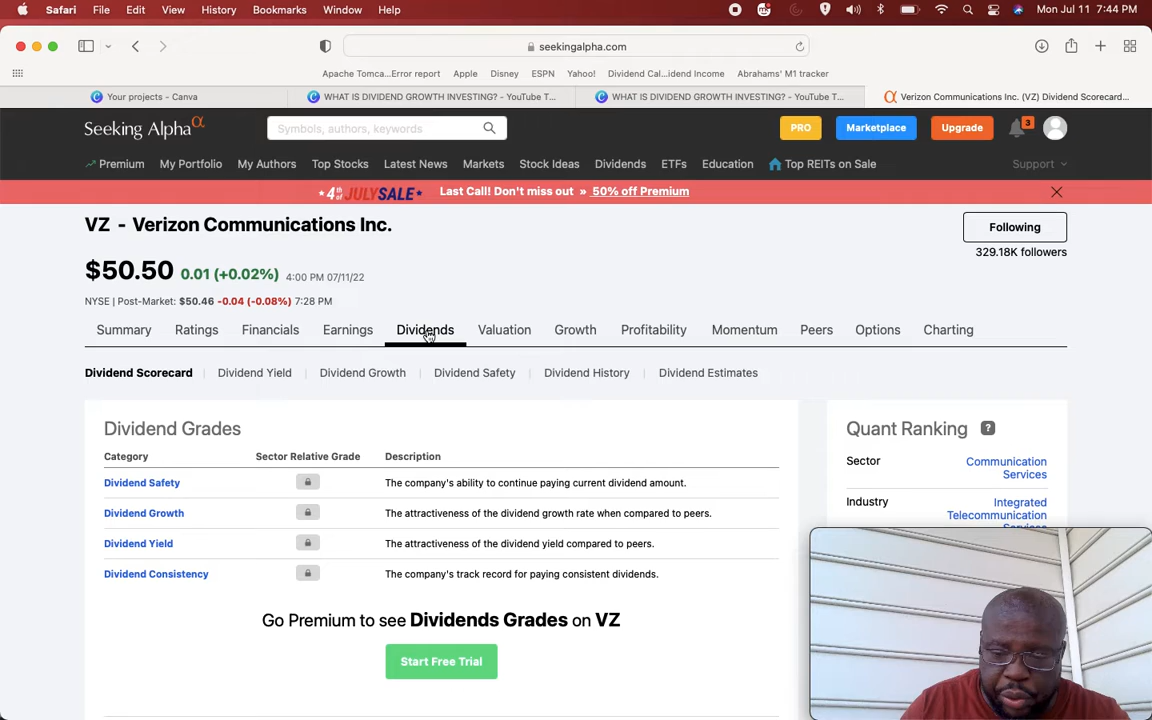 Safari File Edit View History Bookmarks Window Help Mon Jul 11 7:44 PM
seekingalpha.com
Apache Tomca...Error report Apple Disney ESPN Yahoo! Dividend Cal...idend Income Abrahams' M1 tracker
Your projects - Canva WHAT IS DIVIDEND GROWTH INVESTING? - YouTube T... WHAT IS DIVIDEND GROWTH INVESTING? - YouTube T... Verizon Communications Inc. (VZ) Dividend Scorecard...
Seeking Alpha α Symbols, authors, keywords PRO Marketplace Upgrade 3
Premium My Portfolio My Authors Top Stocks Latest News Markets Stock Ideas Dividends ETFs Education Top REITs on Sale Support
4th of JULY SALE Last Call! Don't miss out » 50% off Premium
VZ - Verizon Communications Inc. Following
329.18K followers
$50.50 0.01 (+0.02%) 4:00 PM 07/11/22
NYSE | Post-Market: $50.46 -0.04 (-0.08%) 7:28 PM
Summary Ratings Financials Earnings Dividends Valuation Growth Profitability Momentum Peers Options Charting
Dividend Scorecard Dividend Yield Dividend Growth Dividend Safety Dividend History Dividend Estimates
Dividend Grades
Category Sector Relative Grade Description
Dividend Safety The company's ability to continue paying current dividend amount.
Dividend Growth The attractiveness of the dividend growth rate when compared to peers.
Dividend Yield The attractiveness of the dividend yield compared to peers.
Dividend Consistency The company's track record for paying consistent dividends.
Go Premium to see Dividends Grades on VZ
Start Free Trial
Quant Ranking ?
Sector Communication
Services
Industry Integrated
Telecommunication
Services